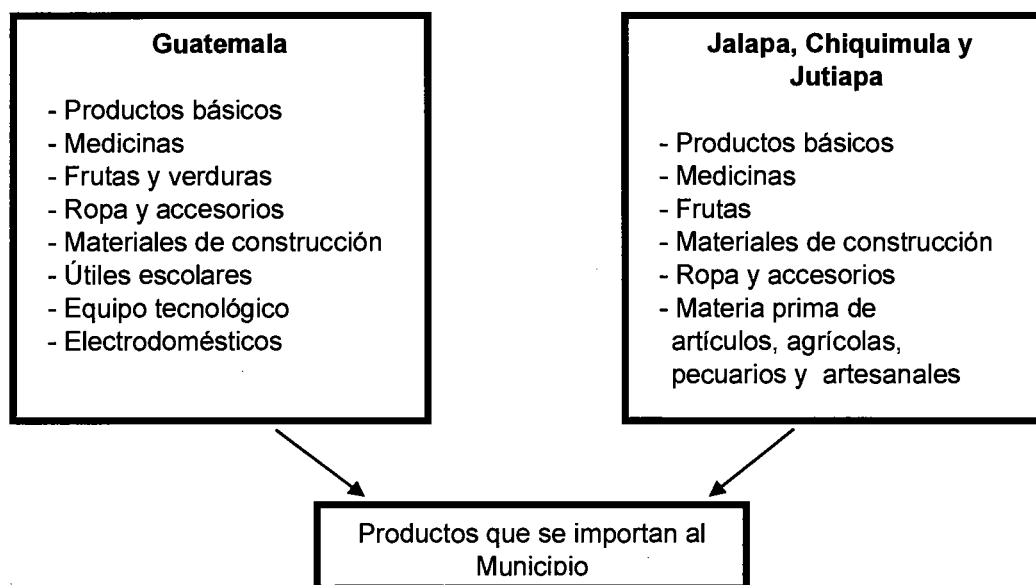 Guatemala
- Productos básicos
- Medicinas
- Frutas y verduras
- Ropa y accesorios
- Materiales de construcción
- Útiles escolares
- Equipo tecnológico
- Electrodomésticos
Jalapa, Chiquimula y
Jutiapa
- Productos básicos
- Medicinas
- Frutas
- Materiales de construcción
- Ropa y accesorios
- Materia prima de
artículos, agrícolas,
pecuarios y artesanales
Productos que se importan al
Municipio